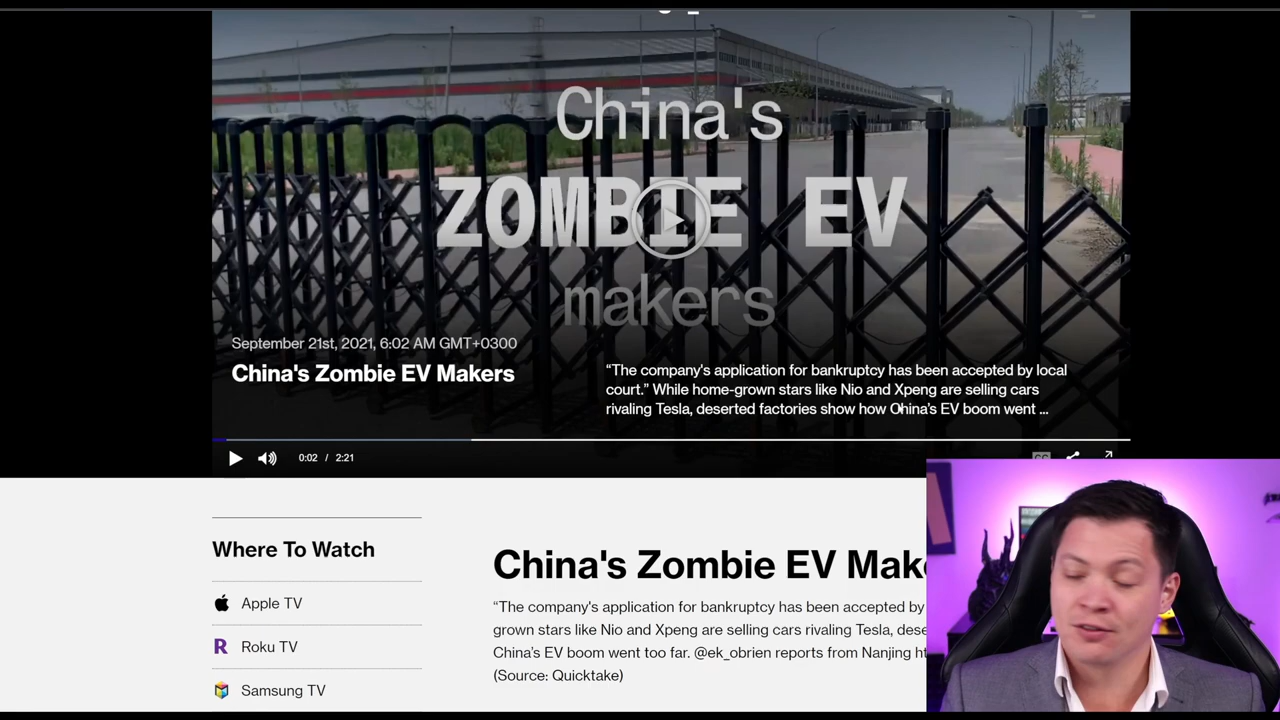 China's
ZOMBIE EV
makers
September 21st, 2021, 6:02 AM GMT+0300
China's Zombie EV Makers
“The company's application for bankruptcy has been accepted by local
court.” While home-grown stars like Nio and Xpeng are selling cars
rivaling Tesla, deserted factories show how China's EV boom went ...
0:02 / 2:21
CC
Where To Watch
Apple TV
Roku TV
Samsung TV
China's Zombie EV
“The company's application for bankruptcy has been accepted by
grown stars like Nio and Xpeng are selling cars rivaling Tesla,
China's EV boom went too far. @ek_obrien reports from Nanjing
(Source: Quicktake)